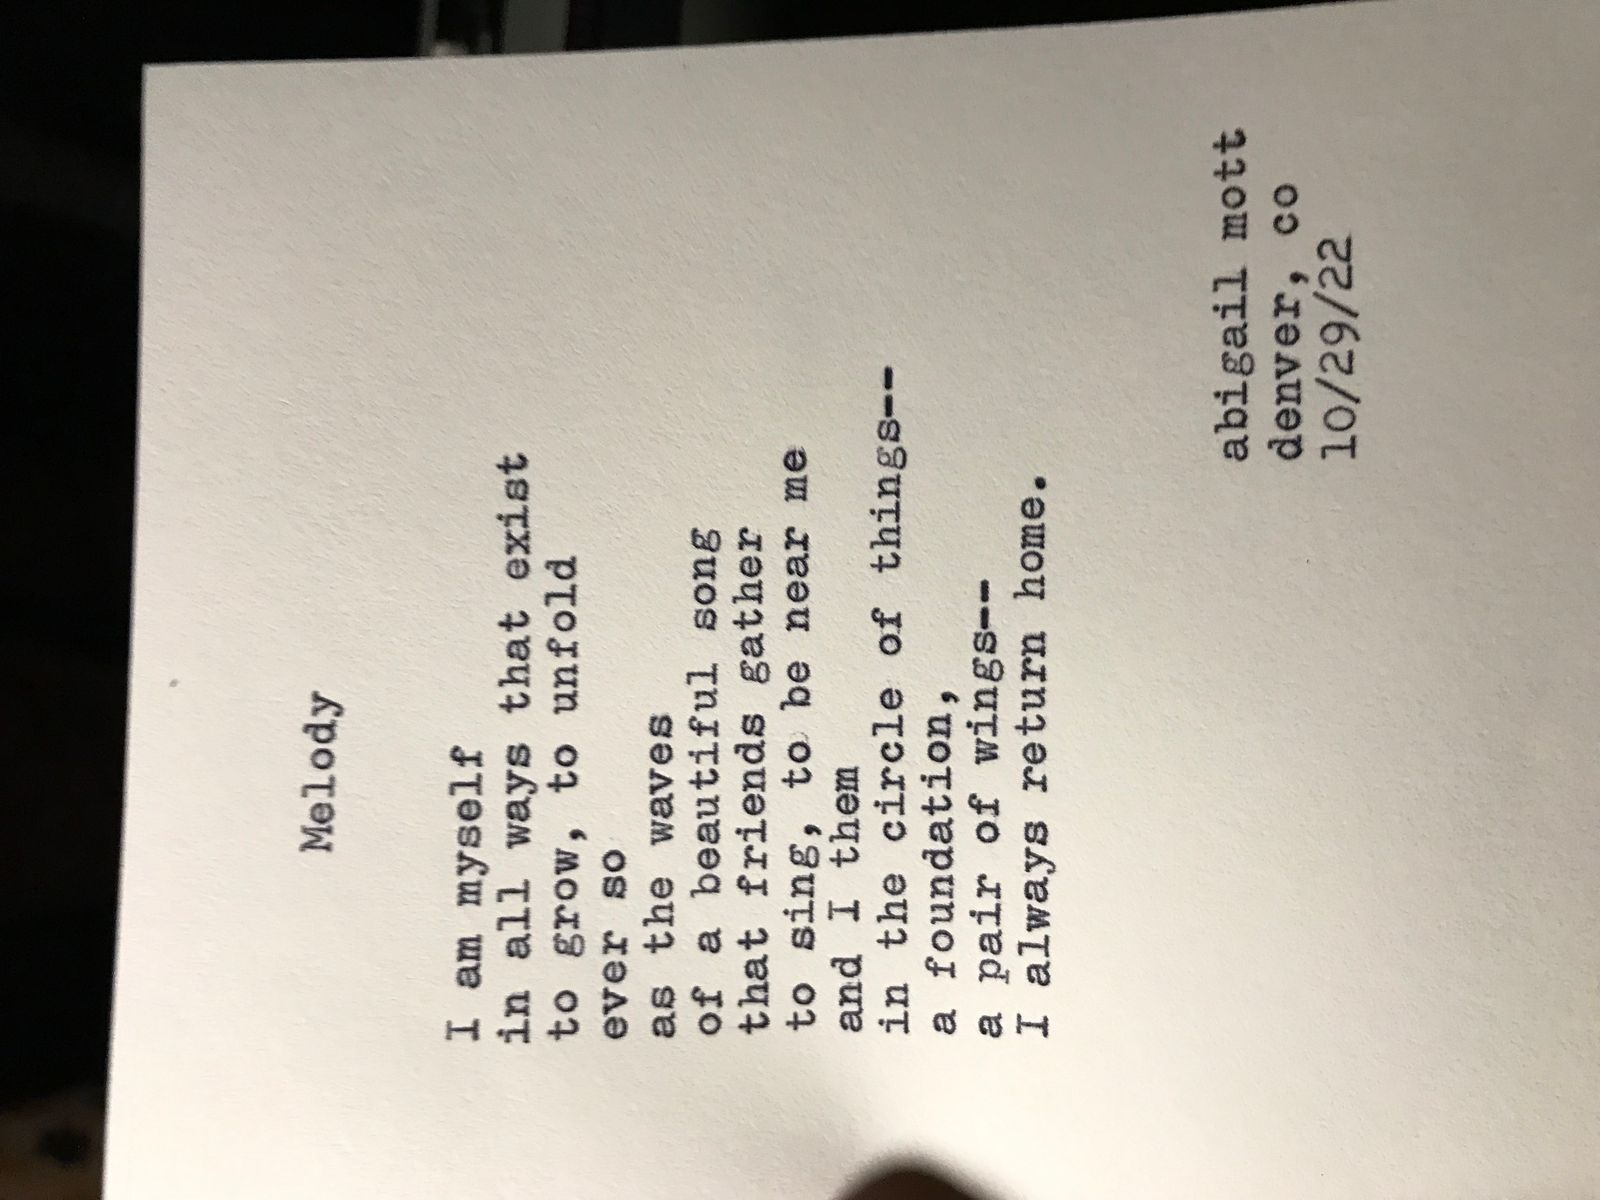 Melody
I am myself
in all ways that exist
to grow, to unfold
ever so
as the waves
of a beautiful song
that friends gather
to sing, to be near me
and I them
in the circle of things--
a foundation,
a pair of wings--
I always return home.
abigail mott
denver, co
10/29/22